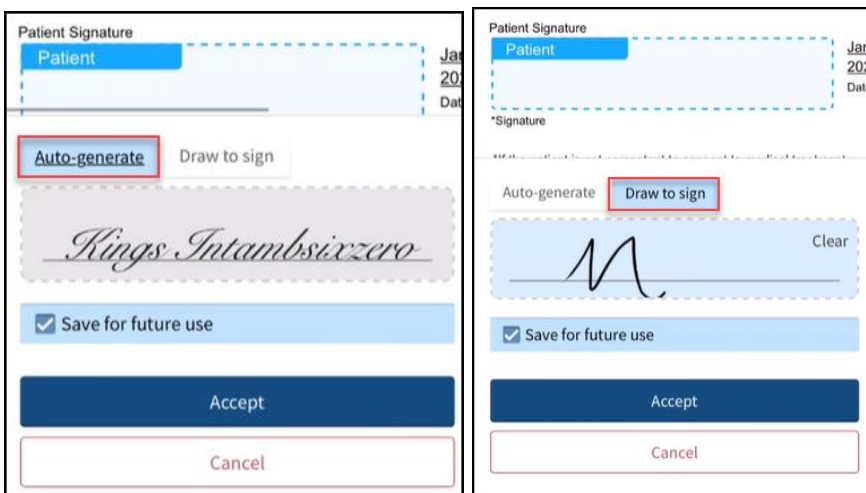 Patient Signature
Patient
Auto-generate
Draw to sign
Kings Intambsixzero
Save for future use
Accept
Cancel
Patient Signature
Patient
*Signature
Auto-generate
Draw to sign
Clear
Save for future use
Accept
Cancel